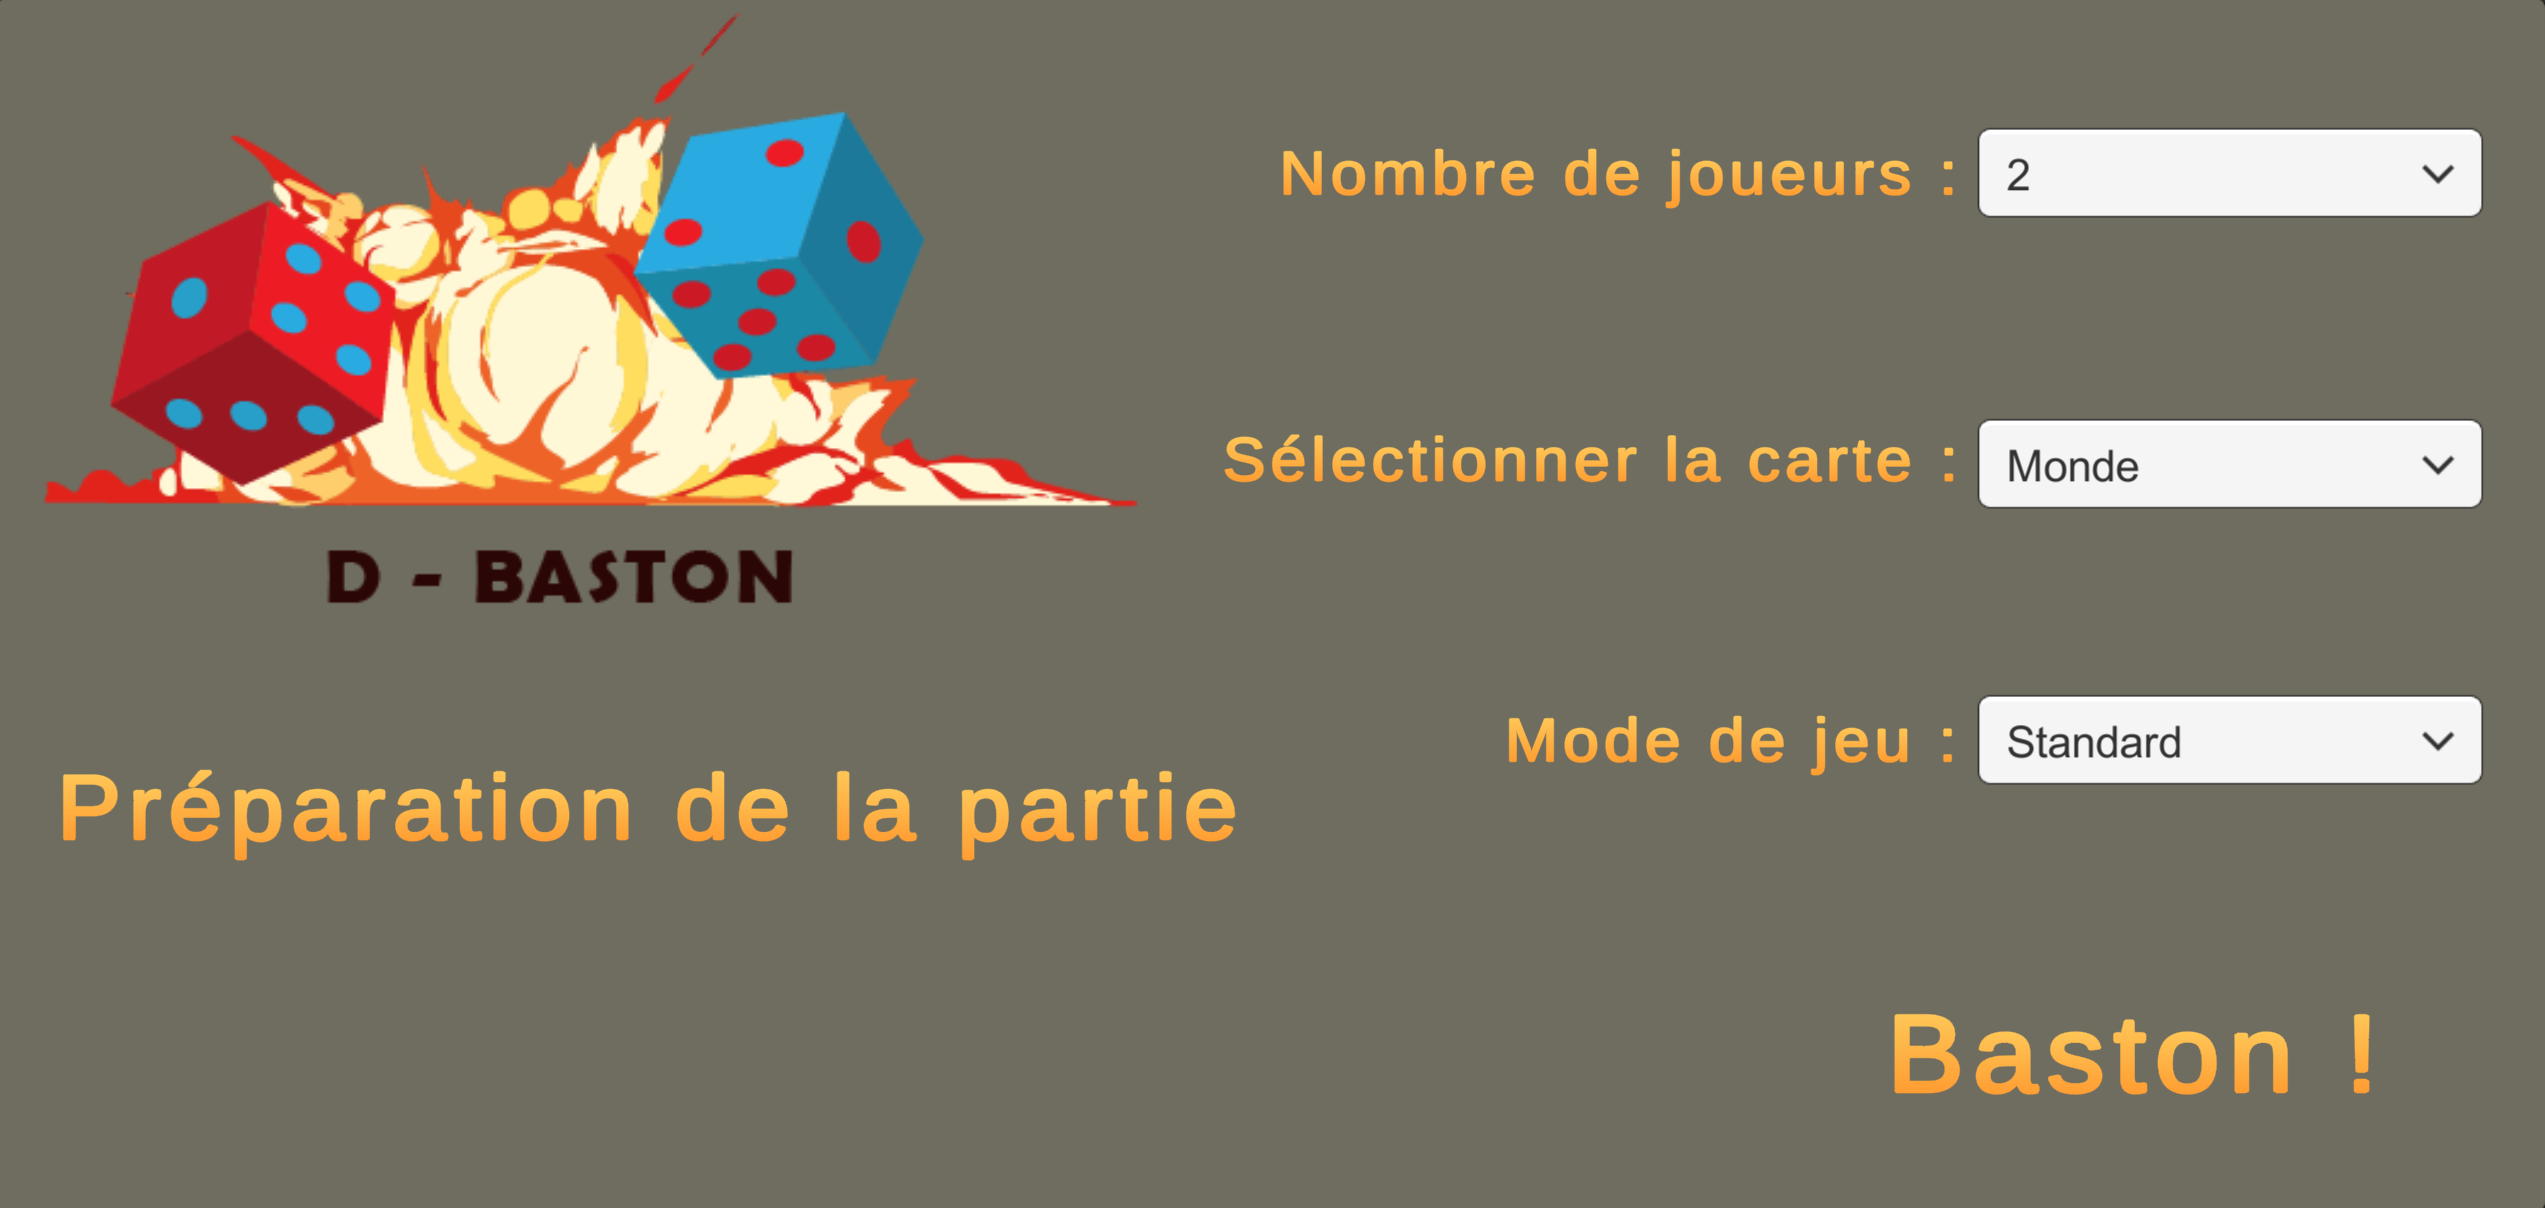 D - BASTON
Préparation de la partie
Nombre de joueurs : 2
Sélectionner la carte : Monde
Mode de jeu : Standard
Baston !